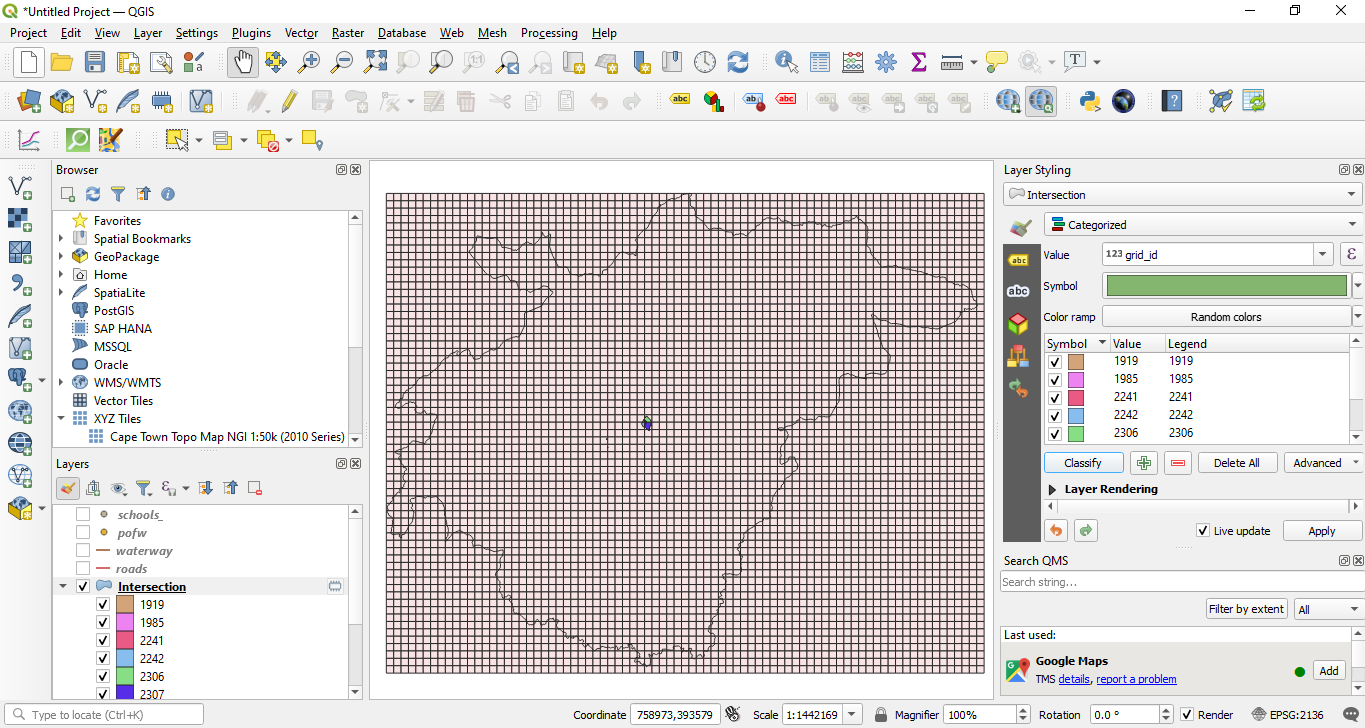 *Untitled Project — QGIS
Project Edit View Layer Settings Plugins Vector Raster Database Web Mesh Processing Help
Browser
Favorites
Spatial Bookmarks
GeoPackage
Home
SpatiaLite
PostGIS
SAP HANA
MSSQL
Oracle
WMS/WMTS
Vector Tiles
XYZ Tiles
Cape Town Topo Map NGI 1:50k (2010 Series)
Layers
schools_
pofw
waterway
roads
Intersection
1919
1985
2241
2242
2306
2307
Layer Styling
Intersection
Categorized
Value 123 grid_id
Symbol
Color ramp Random colors
Symbol Value Legend
1919 1919
1985 1985
2241 2241
2242 2242
2306 2306
Classify Delete All Advanced
Layer Rendering
Live update Apply
Search QMS
Search string...
Filter by extent All
Last used:
Google Maps
TMS details, report a problem
Add
Type to locate (Ctrl+K) Coordinate 758973,393579 Scale 1:1442169 Magnifier 100% Rotation 0.0 ° Render EPSG:2136